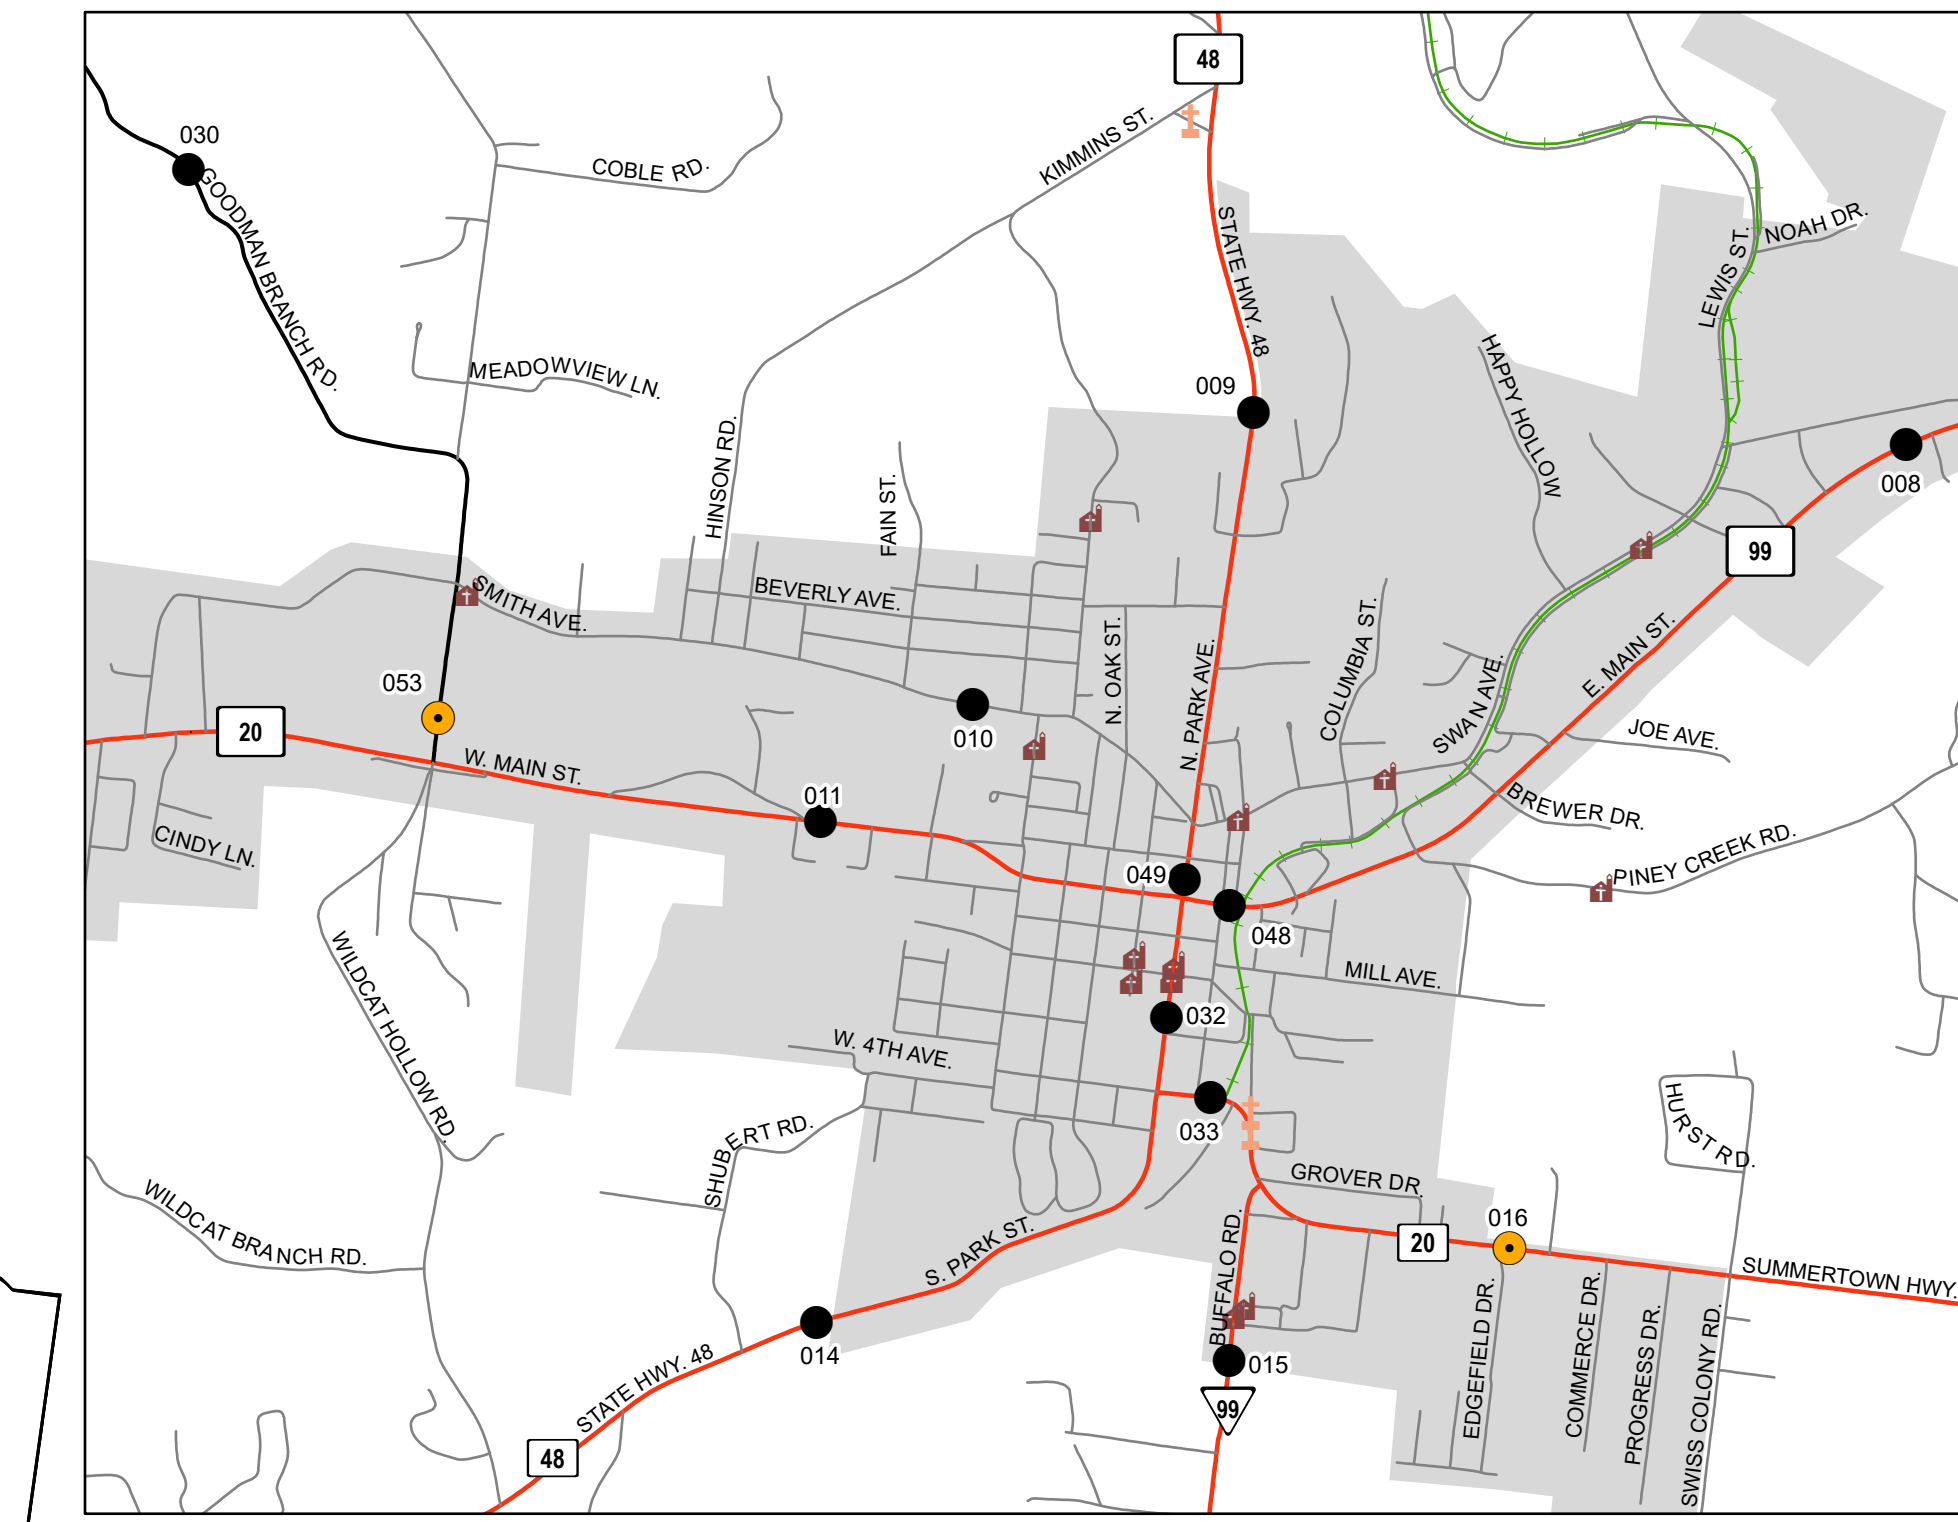 48
030
COBLE RD.
KIMMINS ST.
GOODMAN BRANCH RD.
STATE HWY. 48
NOAH DR.
LEWIS ST.
MEADOWVIEW LN.
009
HAPPY HOLLOW
HINSON RD.
FAIN ST.
008
99
SMITH AVE.
BEVERLY AVE.
N. OAK ST.
N. PARK AVE.
COLUMBIA ST.
SWAN AVE.
E. MAIN ST.
053
20
010
JOE AVE.
W. MAIN ST.
011
BREWER DR.
CINDY LN.
PINEY CREEK RD.
049
048
WILDCAT HOLLOW RD.
MILL AVE.
032
W. 4TH AVE.
033
SHUBERT RD.
HURST RD.
GROVER DR.
WILDCAT BRANCH RD.
S. PARK ST.
BUFFALO RD.
20
016
SUMMERTOWN HWY.
EDGEFIELD DR.
COMMERCE DR.
PROGRESS DR.
SWISS COLONY RD.
014
015
STATE HWY. 48
99
48